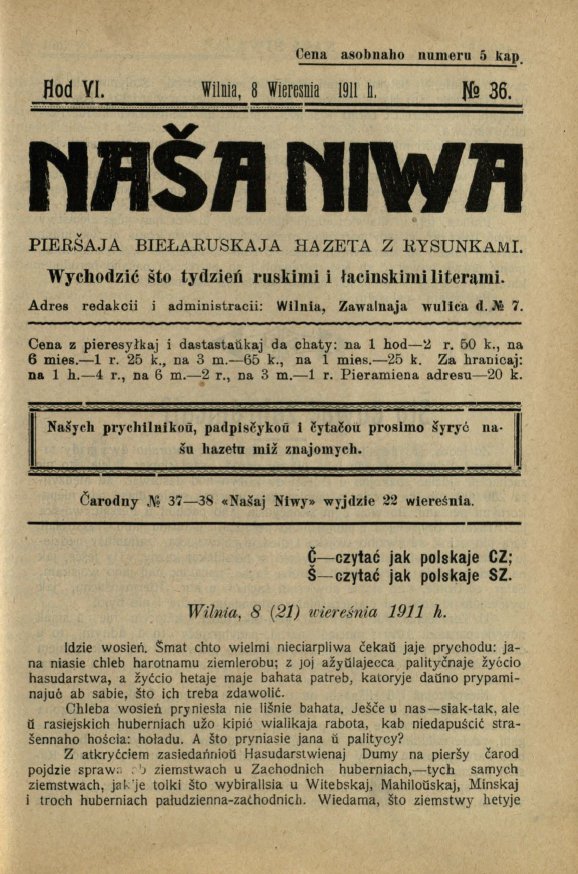 Cena asobnaho numeru 5 kap.
Hod VI.
Wilnia, 8 Wieresnia 1911 h.
№ 36.
NAŠA NIWA
PIERŠAJA BIEŁARUSKAJA HAZETA Z RYSUNKAMI.
Wychodzić što tydzień ruskimi i łacinskimi literami.
Adres redakcii i administracii: Wilnia, Zawalnaja wulica d. № 7.
Cena z pieresyłkaj i dastastaŭkaj da chaty: na 1 hod—2 r. 50 k., na
6 mies.—1 r. 25 k., na 3 m.—65 k., na 1 mies.—25 k. Za hranicaj:
na 1 h.—4 r., na 6 m.—2 r., na 3 m.—1 r. Pieramiena adresu—20 k.
Našych prychilnikoŭ, padpisčykoŭ i čytačoŭ prosimo šyryć na-
šu hazetu miž znajomych.
Čarodny № 37—38 «Našaj Niwy» wyjdzie 22 wiereśnia.
Č—czytać jak polskaje CZ;
Š—czytać jak polskaje SZ.
Wilnia, 8 (21) wiereśnia 1911 h.
Idzie wosień. Šmat chto wielmi nieciarpliwa čekaŭ jaje prychodu: ja-
na niasie chleb harotnamu ziemlerobu; z joj ažyŭlajecca palityčnaje žyćcio
hasudarstwa, a žyćcio hetaje maje bahata patreb, katoryje daŭno prypami-
najuć ab sabie, što ich treba zdawolić.
Chleba wosień pryniesła nie lišnie bahata. Ješče u nas—siak-tak, ale
ŭ rasiejskich huberniach užo kipić wialikaja rabota, kab niedapuścić stra-
šennaho hościa: hoładu. A što pryniasie jana ŭ palitycy?
Z atkryćciem zasiedańnioŭ Hasudarstwienaj Dumy na pieršy čarod
pojdzie sprawa ab ziemstwach u Zachodnich huberniach,—tych samych
ziemstwach, jakije tolki što wybiralisia u Witebskaj, Mahiloŭskaj, Minskaj
i troch huberniach pałudzienna-zachodnich. Wiedama, što ziemstwy hetyje